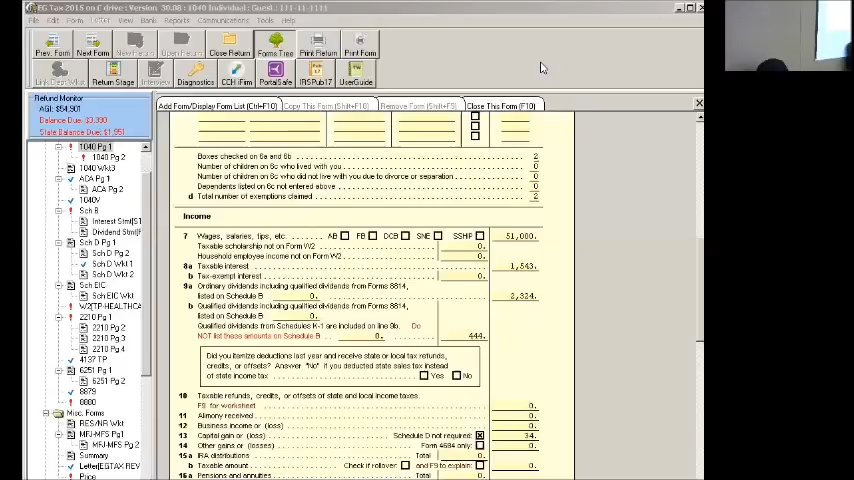 EG Tax 2015 on C drive: Version: 30.08 : 1040 Individual : Guest : 111-11-1111
File Edit Form Letter View Bank Reports Communications Tools Help
Prev. Form Next Form New Return Open Return Close Return Forms Tree Print Return Print Form
Link Dept Wkst Return Stage Interview Diagnostics CCH iFirm PortalSafe IRSPub17 UserGuide
Refund Monitor
AGI: $54,901
Balance Due: $3,390
State Balance Due: $1,951
Add Form/Display Form List (Ctrl+F10) Copy This Form (Shift+F10) Remove Form (Shift+F9) Close This Form (F10)
1040 Pg 1
1040 Pg 2
1040 Wkt3
ACA Pg 1
ACA Pg 2
1040V
Sch B
Interest Stmt[S
Dividend Stmt[
Sch D Pg 1
Sch D Pg 2
Sch D Wkt 1
Sch D Wkt 2
Sch EIC
Sch EIC Wkt
W2[TP-HEALTHCA
2210 Pg 1
2210 Pg 2
2210 Pg 3
2210 Pg 4
4137 TP
6251 Pg 1
6251 Pg 2
8879
8880
Misc. Forms
RES/NR Wkt
MFJ-MFS Pg1
MFJ-MFS Pg 2
Summary
Letter(EGTAX REV
Price
Boxes checked on 6a and 6b 2
Number of children on 6c who lived with you 0
Number of children on 6c who did not live with you due to divorce or separation 0
Dependents listed on 6c not entered above 0
d Total number of exemptions claimed 2
Income
7 Wages, salaries, tips, etc. AB FB DCB SNE SSHIP 51,000.
Taxable scholarship not on Form W2 0.
Household employee income not on Form W2 0.
8a Taxable interest 1,543.
b Tax-exempt interest 0.
9a Ordinary dividends including qualified dividends from Forms 8814,
listed on Schedule B 0. 2,324.
b Qualified dividends including qualified dividends from Forms 8814,
listed on Schedule B 0.
Qualified dividends from Schedules K-1 are included on line 9b. Do
NOT list these amounts on Schedule B 0. 444.
Did you itemize deductions last year and receive state or local tax refunds,
credits, or offsets? Answer "No" if you deducted state sales tax instead
of state income tax Yes No
10 Taxable refunds, credits, or offsets of state and local income taxes.
F9 for worksheet 0.
11 Alimony received 0.
12 Business income or (loss) 0.
13 Capital gain or (loss) Schedule D not required: 34.
14 Other gains or (losses) Form 4684 only: 0.
15a IRA distributions Total 0.
b Taxable amount Check if rollover: and F9 to explain: 0.
16a Pensions and annuities 0.